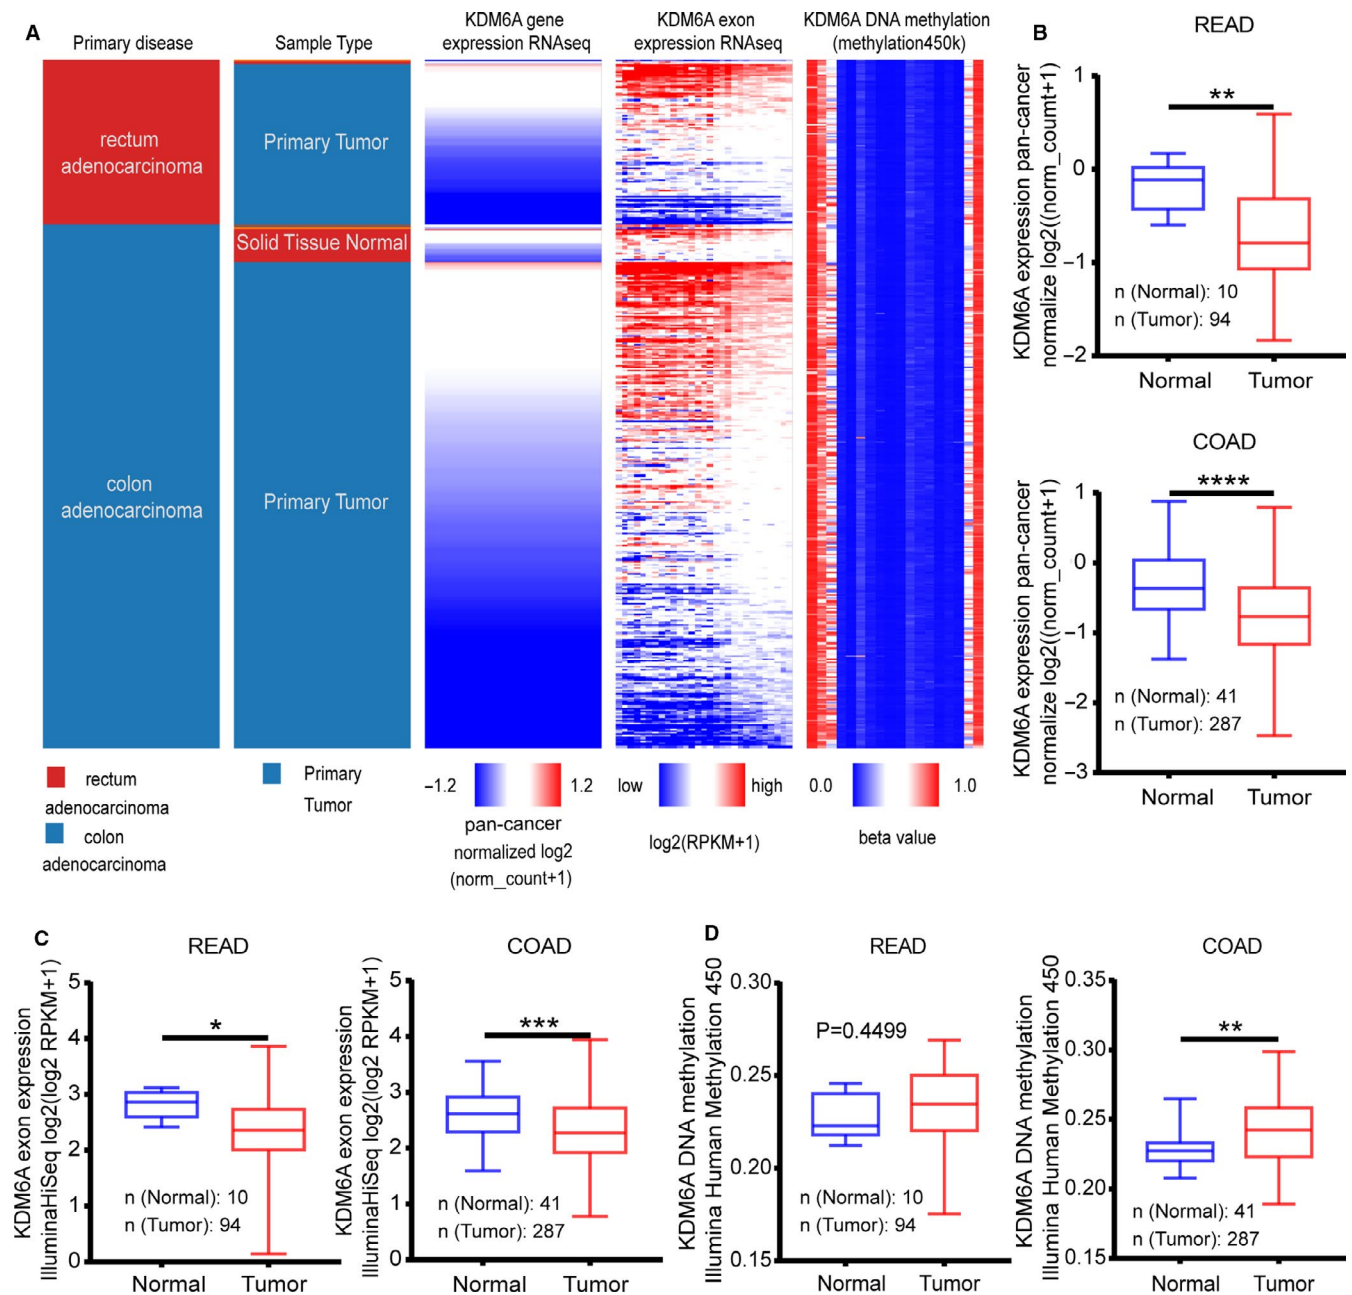 A
Primary disease
Sample Type
KDM6A gene
expression RNAseq
KDM6A exon
expression RNAseq
KDM6A DNA methylation
(methylation450k)
rectum
adenocarcinoma
Primary Tumor
Solid Tissue Normal
colon
adenocarcinoma
Primary Tumor
rectum
adenocarcinoma
colon
adenocarcinoma
Primary
Tumor
−1.2 1.2
pan-cancer
normalized log2
(norm_count+1)
low high
log2(RPKM+1)
0.0 1.0
beta value
B
READ
KDM6A expression pan-cancer
normalize log2((norm_count+1)
1
0
−1
−2
**
n (Normal): 10
n (Tumor): 94
Normal Tumor
COAD
KDM6A expression pan-cancer
normalize log2((norm_count+1)
1
0
−1
−2
−3
****
n (Normal): 41
n (Tumor): 287
Normal Tumor
C
READ
KDM6A exon expression
IlluminaHiSeq log2(log2 RPKM+1)
5
4
3
2
1
0
*
n (Normal): 10
n (Tumor): 94
Normal Tumor
COAD
KDM6A exon expression
IlluminaHiSeq log2(log2 RPKM+1)
5
4
3
2
1
0
***
n (Normal): 41
n (Tumor): 287
Normal Tumor
D
READ
KDM6A DNA methylation
Illumina Human Methylation 450
0.30
0.25
0.20
0.15
P=0.4499
n (Normal): 10
n (Tumor): 94
Normal Tumor
COAD
KDM6A DNA methylation
Illumina Human Methylation 450
0.35
0.30
0.25
0.20
0.15
**
n (Normal): 41
n (Tumor): 287
Normal Tumor